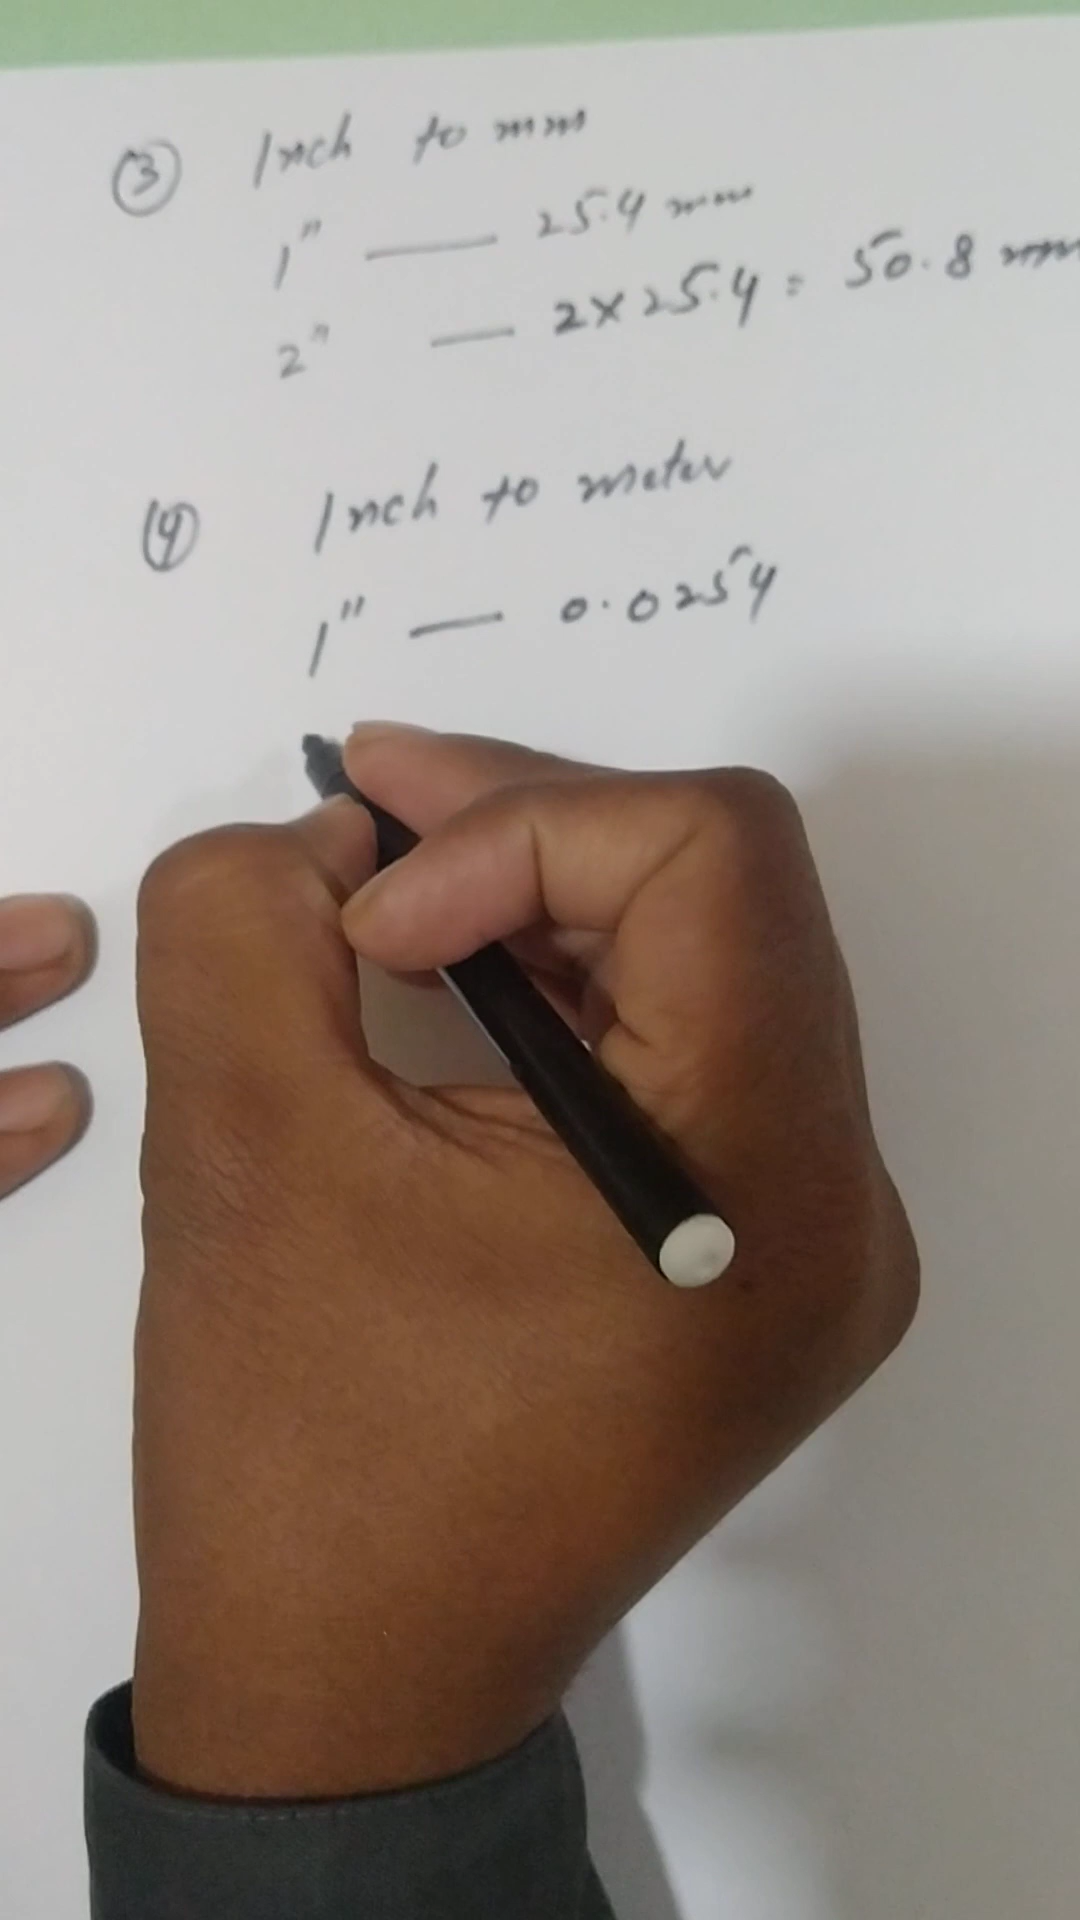 ③ Inch to mm
1" — 25.4 mm
2" — 2×25.4 = 50.8 mm
④ Inch to meter
1" — 0.0254